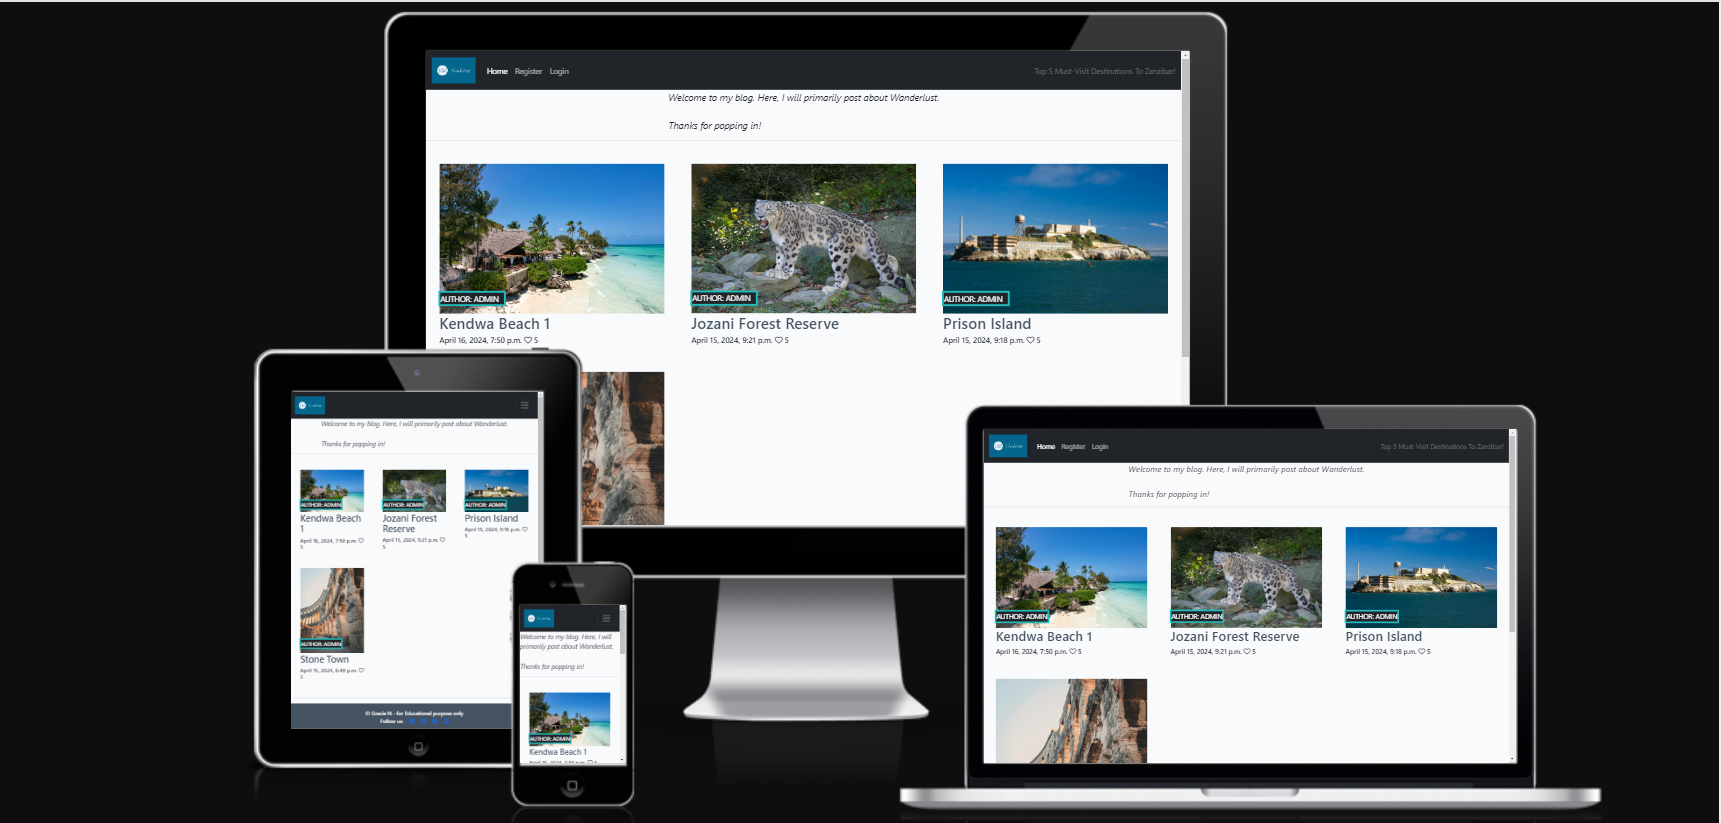 Home Register Login
Top 5 Must-Visit Destinations To Zanzibar!
Welcome to my blog. Here, I will primarily post about Wanderlust.
Thanks for popping in!
AUTHOR: ADMIN
Kendwa Beach 1
April 16, 2024, 7:50 p.m. ♡ 5
AUTHOR: ADMIN
Jozani Forest Reserve
April 15, 2024, 9:21 p.m. ♡ 5
AUTHOR: ADMIN
Prison Island
April 15, 2024, 9:18 p.m. ♡ 5
Welcome to my blog. Here, I will primarily post about Wanderlust.
Thanks for popping in!
AUTHOR: ADMIN
Kendwa Beach
1
April 16, 2024, 7:50 p.m. ♡
5
AUTHOR: ADMIN
Jozani Forest
Reserve
April 15, 2024, 9:21 p.m. ♡
5
AUTHOR: ADMIN
Prison Island
April 15, 2024, 9:18 p.m. ♡
5
AUTHOR: ADMIN
Stone Town
April 15, 2024, 6:49 p.m. ♡
2
© Gracie N - for Educational purpose only
Follow us:
Welcome to my blog. Here, I will
primarily post about Wanderlust.
Thanks for popping in!
AUTHOR: ADMIN
Kendwa Beach 1
Home Register Login
Top 5 Must-Visit Destinations To Zanzibar!
Welcome to my blog. Here, I will primarily post about Wanderlust.
Thanks for popping in!
AUTHOR: ADMIN
Kendwa Beach 1
April 16, 2024, 7:50 p.m. ♡ 5
AUTHOR: ADMIN
Jozani Forest Reserve
April 15, 2024, 9:21 p.m. ♡ 5
AUTHOR: ADMIN
Prison Island
April 15, 2024, 9:18 p.m. ♡ 5